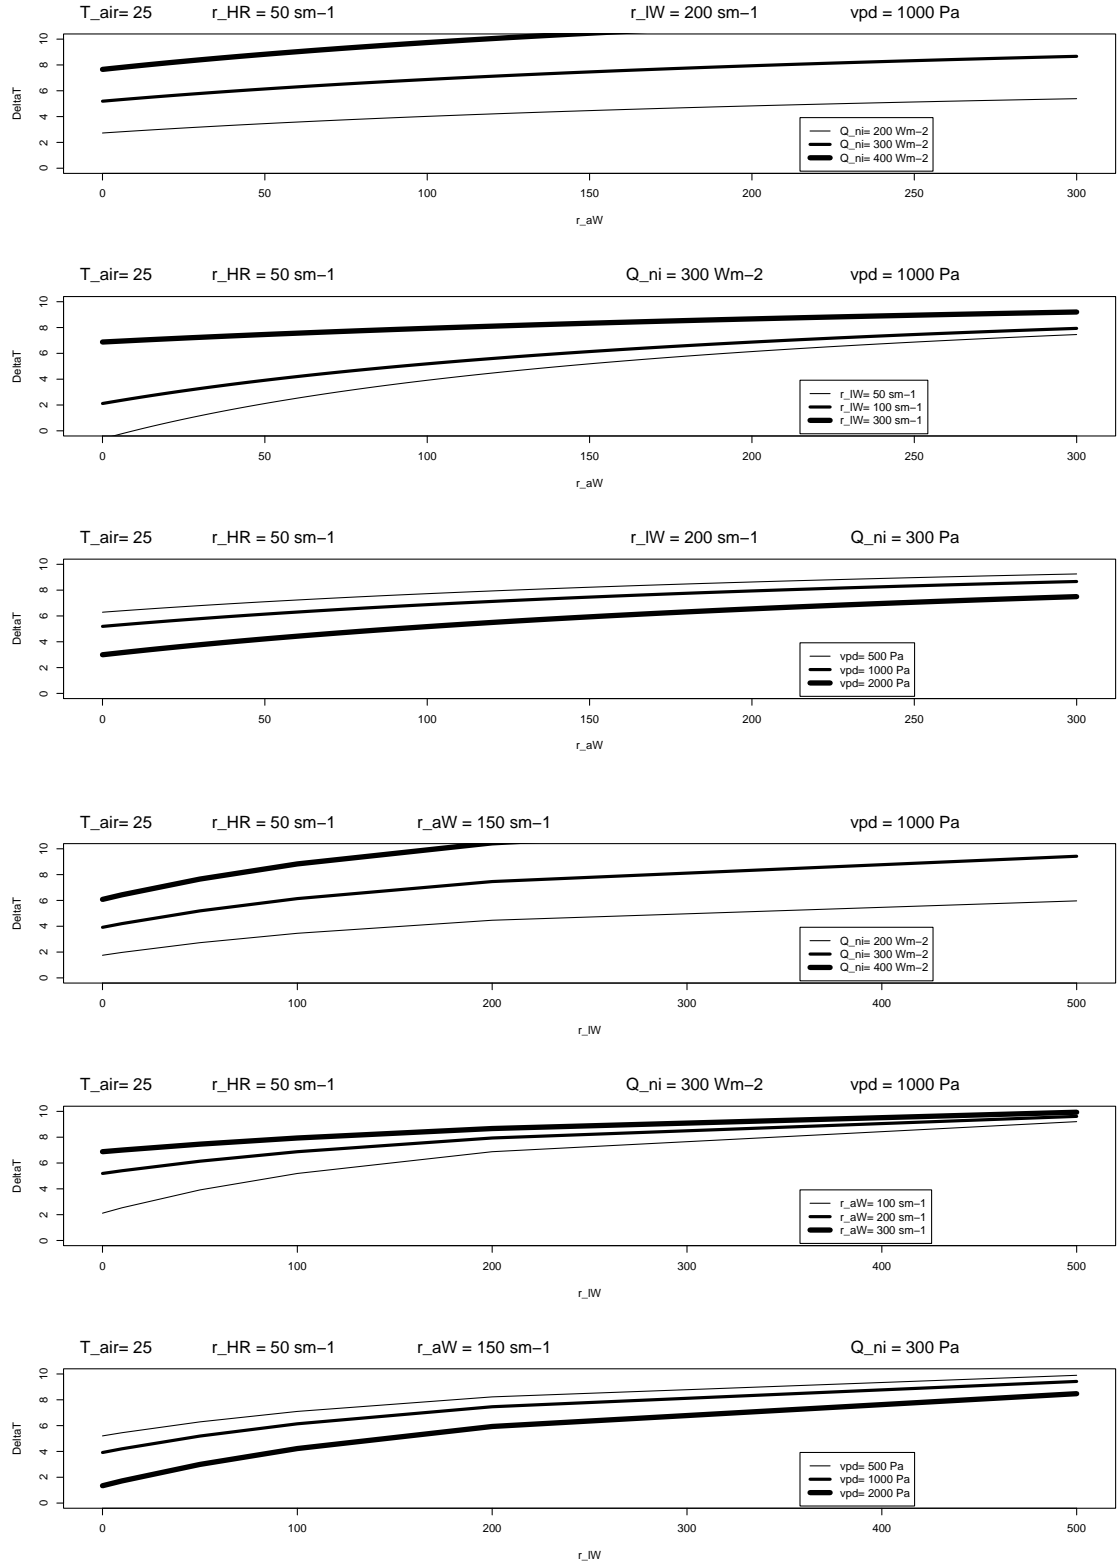 T_air= 25 r_HR = 50 sm−1 r_lW = 200 sm−1 vpd = 1000 Pa
10
8
6
4
2
0
DeltaT
Q_ni= 200 Wm−2
Q_ni= 300 Wm−2
Q_ni= 400 Wm−2
0 50 100 150 200 250 300
r_aW
T_air= 25 r_HR = 50 sm−1 Q_ni = 300 Wm−2 vpd = 1000 Pa
10
8
6
4
2
0
DeltaT
r_lW= 50 sm−1
r_lW= 100 sm−1
r_lW= 300 sm−1
0 50 100 150 200 250 300
r_aW
T_air= 25 r_HR = 50 sm−1 r_lW = 200 sm−1 Q_ni = 300 Pa
10
8
6
4
2
0
DeltaT
vpd= 500 Pa
vpd= 1000 Pa
vpd= 2000 Pa
0 50 100 150 200 250 300
r_aW
T_air= 25 r_HR = 50 sm−1 r_aW = 150 sm−1 vpd = 1000 Pa
10
8
6
4
2
0
DeltaT
Q_ni= 200 Wm−2
Q_ni= 300 Wm−2
Q_ni= 400 Wm−2
0 100 200 300 400 500
r_lW
T_air= 25 r_HR = 50 sm−1 Q_ni = 300 Wm−2 vpd = 1000 Pa
10
8
6
4
2
0
DeltaT
r_aW= 100 sm−1
r_aW= 200 sm−1
r_aW= 300 sm−1
0 100 200 300 400 500
r_lW
T_air= 25 r_HR = 50 sm−1 r_aW = 150 sm−1 Q_ni = 300 Pa
10
8
6
4
2
0
DeltaT
vpd= 500 Pa
vpd= 1000 Pa
vpd= 2000 Pa
0 100 200 300 400 500
r_lW